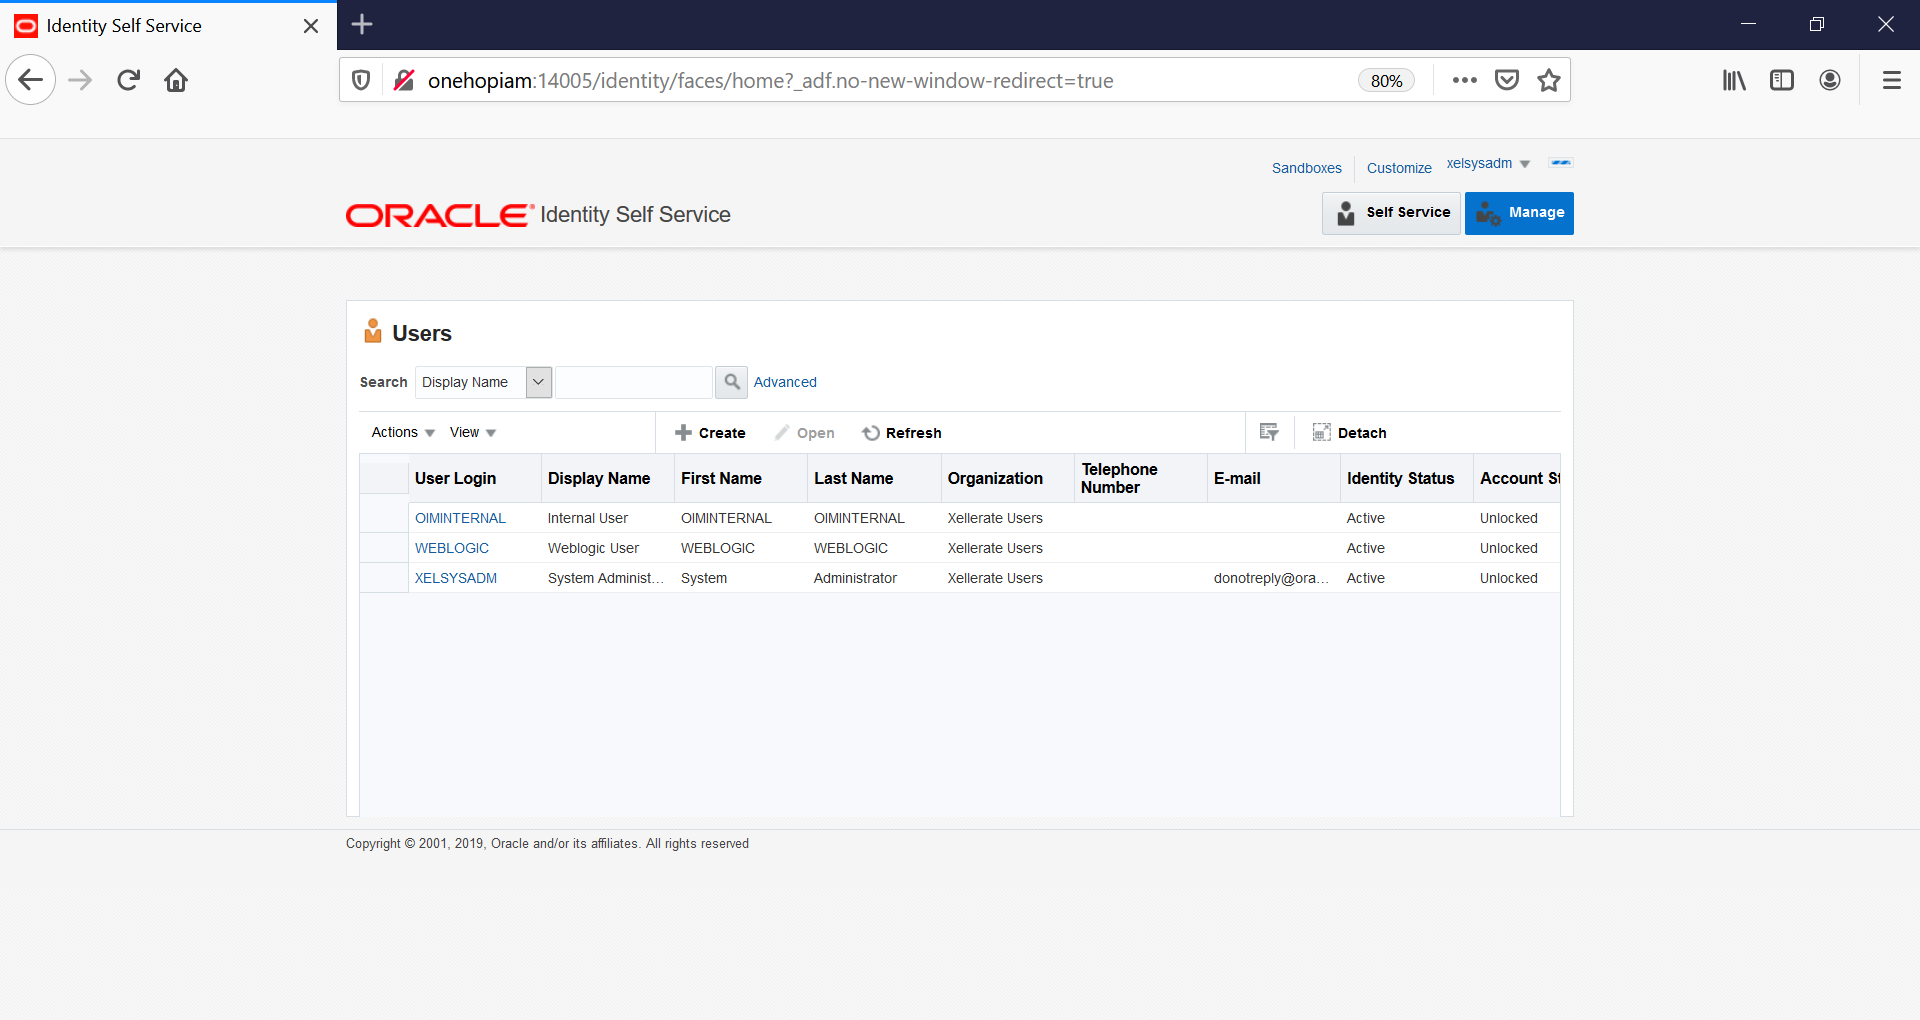 Identity Self Service
onehopiam:14005/identity/faces/home?_adf.no-new-window-redirect=true 80%
Sandboxes Customize xelsysadm
ORACLE Identity Self Service Self Service Manage
Users
Search Display Name Advanced
Actions View Create Open Refresh Detach
User Login Display Name First Name Last Name Organization Telephone Number E-mail Identity Status Account St
OIMINTERNAL Internal User OIMINTERNAL OIMINTERNAL Xellerate Users Active Unlocked
WEBLOGIC Weblogic User WEBLOGIC WEBLOGIC Xellerate Users Active Unlocked
XELSYSADM System Administ... System Administrator Xellerate Users donotreply@ora... Active Unlocked
Copyright © 2001, 2019, Oracle and/or its affiliates. All rights reserved